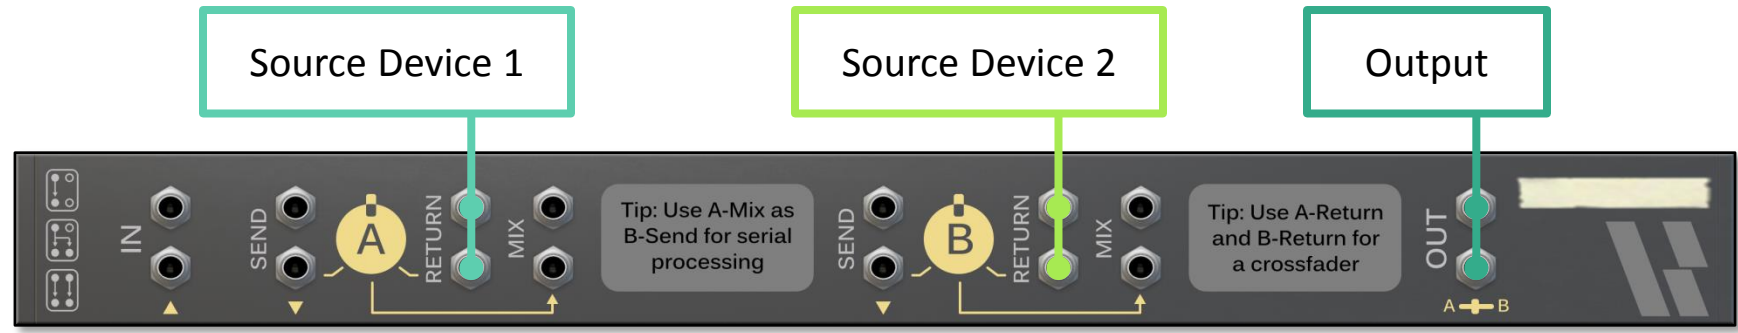 Source Device 1
Source Device 2
Output
IN
SEND
A
RETURN
MIX
Tip: Use A-Mix as
B-Send for serial
processing
SEND
B
RETURN
MIX
Tip: Use A-Return
and B-Return for
a crossfader
OUT
A B